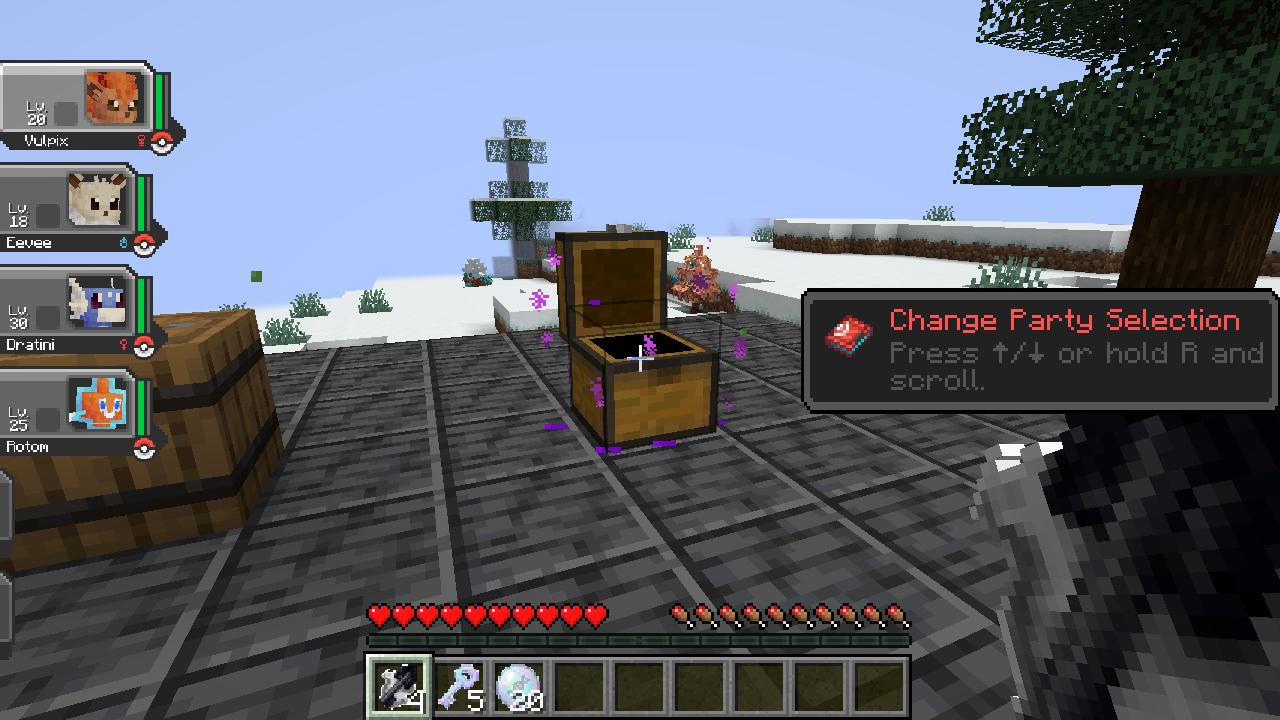 Lv.
20
Vulpix
Lv.
18
Eevee
Lv.
30
Dratini
Lv.
25
Rotom
Change Party Selection
Press ↑/↓ or hold R and
scroll.
4
5
20